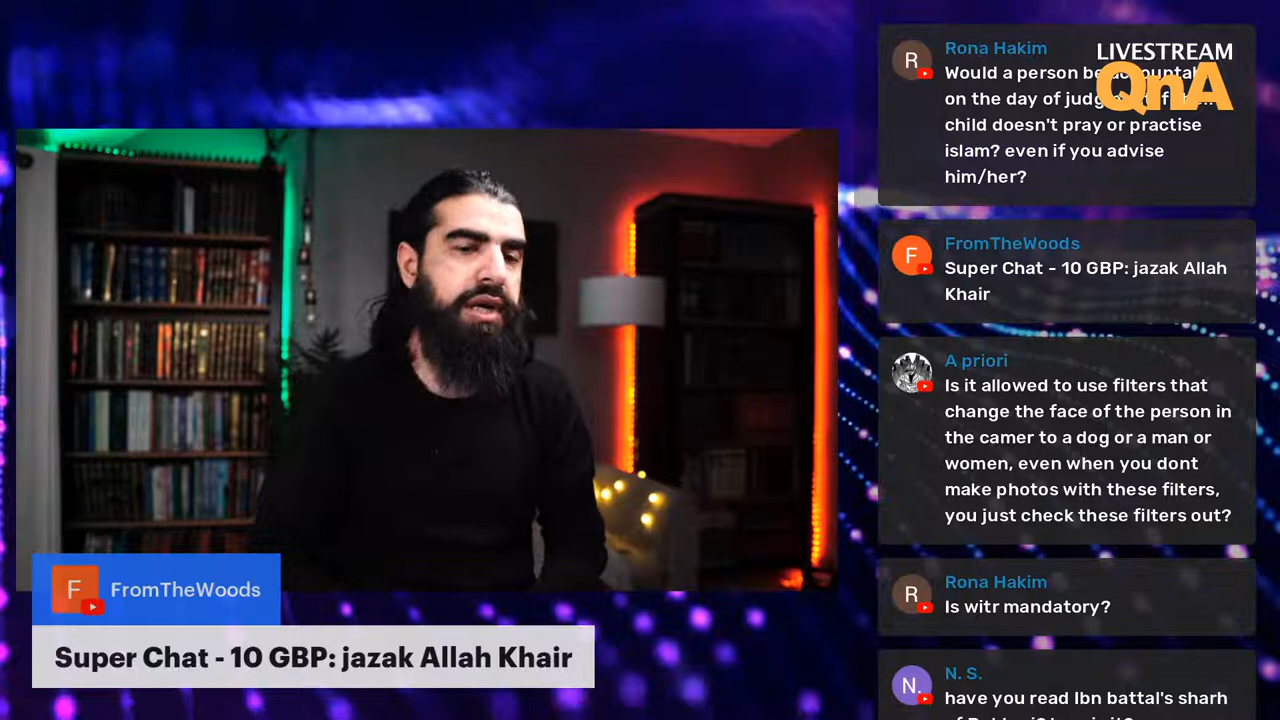 LIVESTREAM
QnA
R
Rona Hakim
Would a person be
on the day of
child doesn't pray or practise
islam? even if you advise
him/her?
F
FromTheWoods
Super Chat - 10 GBP: jazak Allah
Khair
A priori
Is it allowed to use filters that
change the face of the person in
the camer to a dog or a man or
women, even when you dont
make photos with these filters,
you just check these filters out?
R
Rona Hakim
Is witr mandatory?
N.
N. S.
have you read Ibn battal's sharh
F
FromTheWoods
Super Chat - 10 GBP: jazak Allah Khair